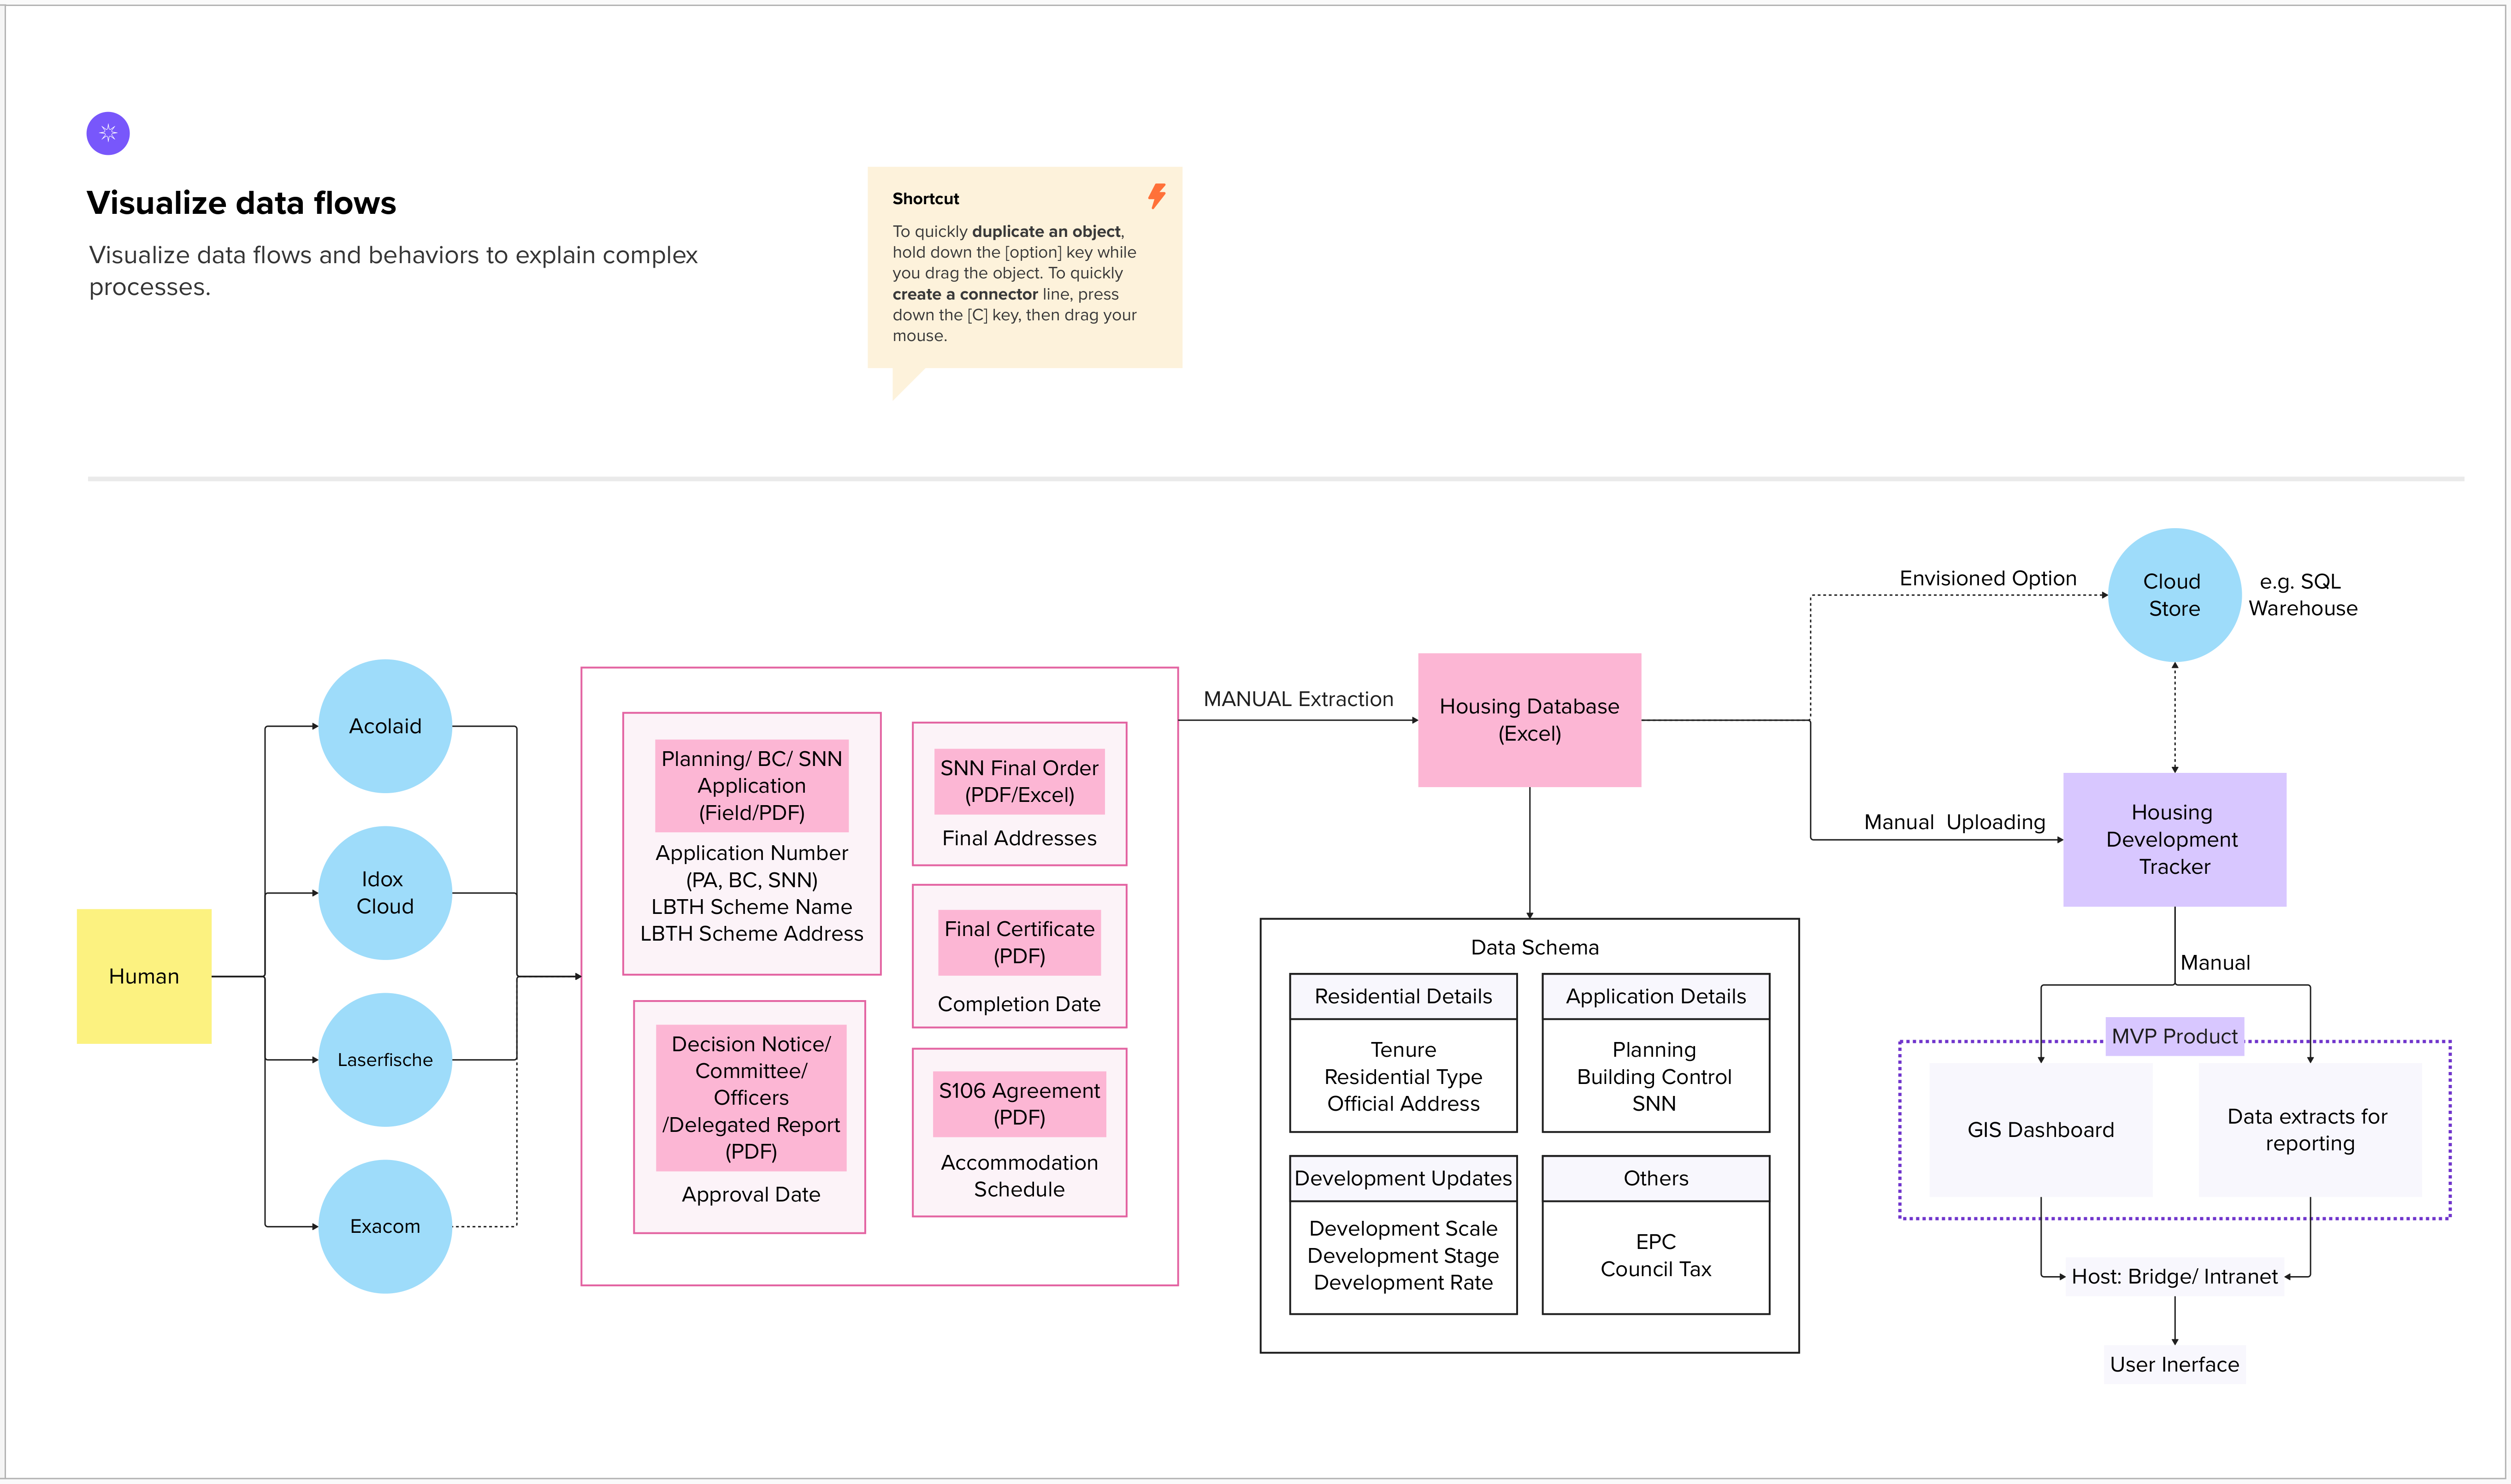 Visualize data flows
Visualize data flows and behaviors to explain complex
processes.
Shortcut
To quickly duplicate an object,
hold down the [option] key while
you drag the object. To quickly
create a connector line, press
down the [C] key, then drag your
mouse.
Human
Acolaid
Idox
Cloud
Laserfische
Exacom
Planning/ BC/ SNN
Application
(Field/PDF)
Application Number
(PA, BC, SNN)
LBTH Scheme Name
LBTH Scheme Address
Decision Notice/
Committee/
Officers
/Delegated Report
(PDF)
Approval Date
SNN Final Order
(PDF/Excel)
Final Addresses
Final Certificate
(PDF)
Completion Date
S106 Agreement
(PDF)
Accommodation
Schedule
MANUAL Extraction
Housing Database
(Excel)
Data Schema
Residential Details
Tenure
Residential Type
Official Address
Application Details
Planning
Building Control
SNN
Development Updates
Development Scale
Development Stage
Development Rate
Others
EPC
Council Tax
Envisioned Option
Cloud
Store
e.g. SQL
Warehouse
Manual Uploading
Housing
Development
Tracker
Manual
MVP Product
GIS Dashboard
Data extracts for
reporting
Host: Bridge/ Intranet
User Inerface